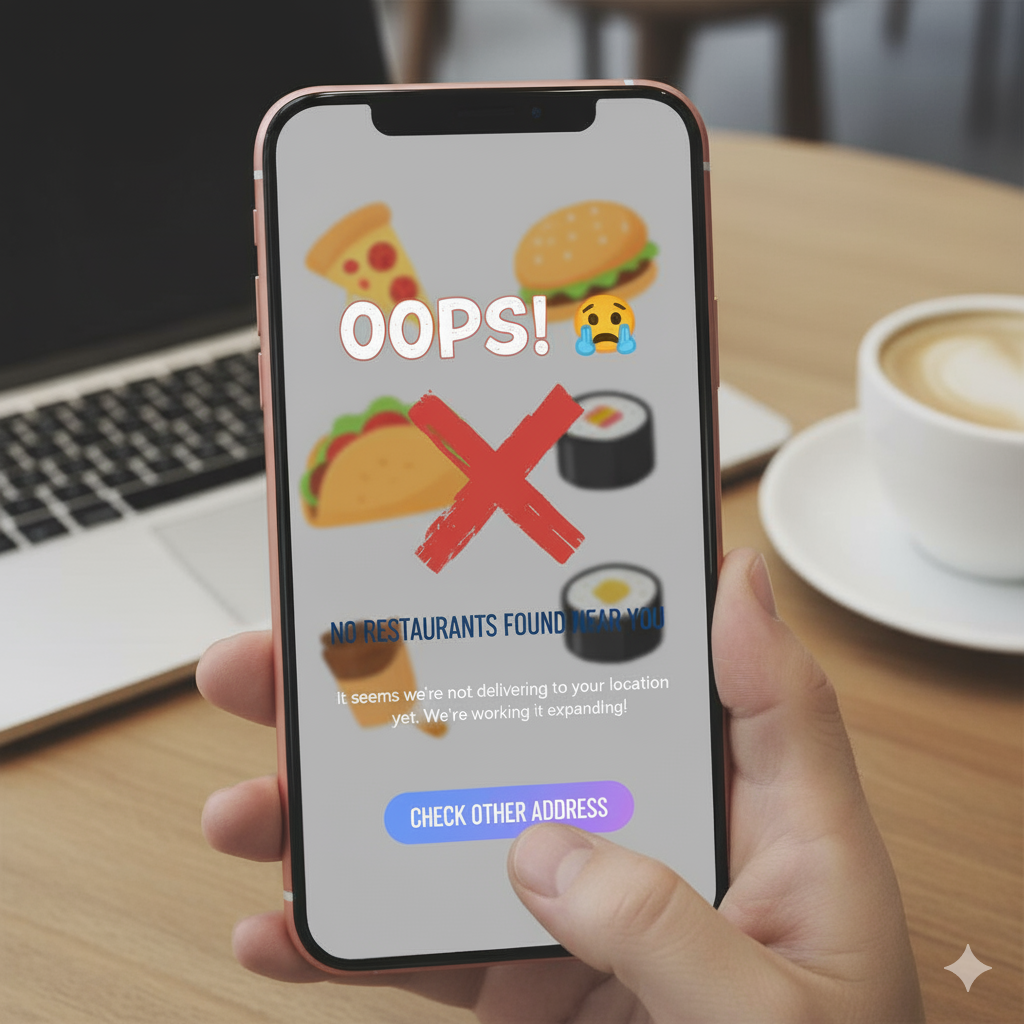 OOPS! 😢
NO RESTAURANTS FOUND NEAR YOU
It seems we're not delivering to your location
yet. We're working it expanding!
CHECK OTHER ADDRESS